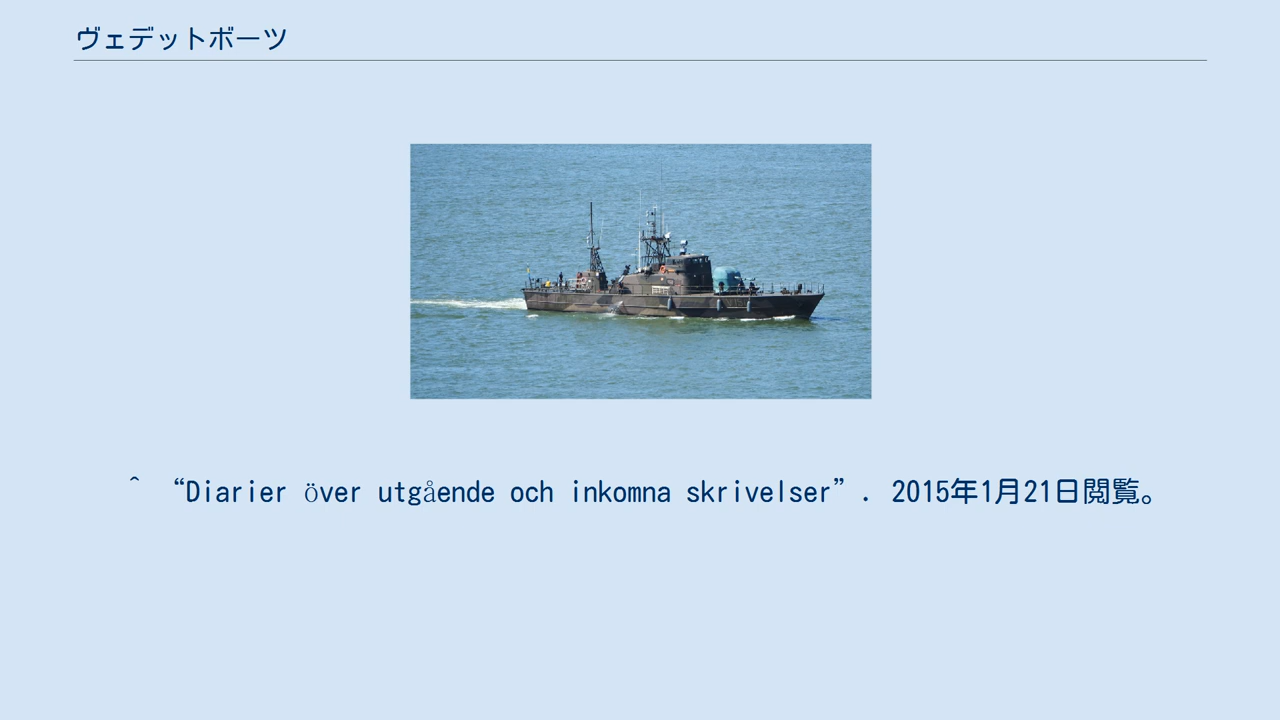 ヴェデットボーツ
^ “Diarier över utgående och inkomna skrivelser”. 2015年1月21日閲覧。